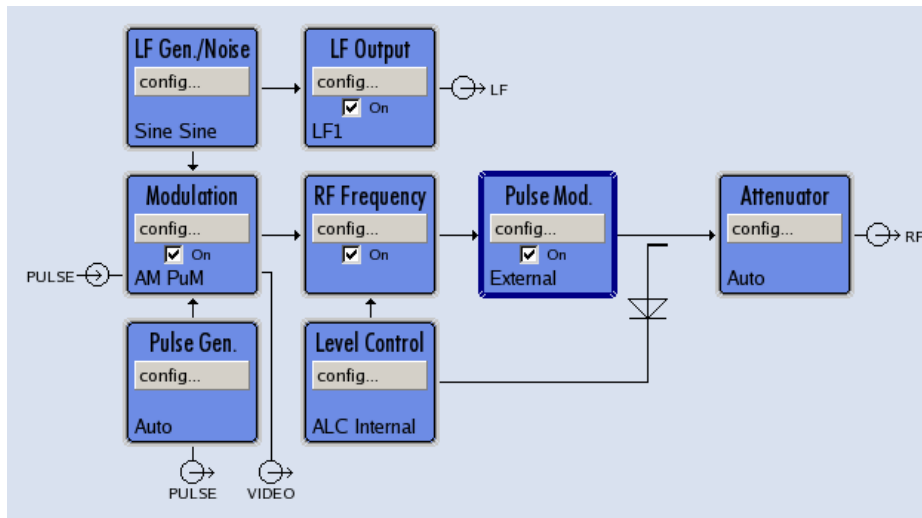 LF Gen./Noise
config...
Sine Sine
LF Output
config...
On
LF1
LF
Modulation
config...
On
AM PuM
PULSE
RF Frequency
config...
On
Pulse Mod.
config...
On
External
Attenuator
config...
Auto
RF
Pulse Gen.
config...
Auto
Level Control
config...
ALC Internal
PULSE
VIDEO